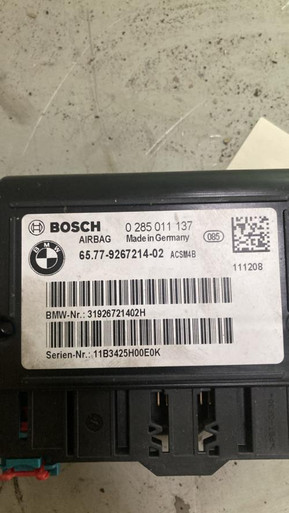 BOSCH 0 285 011 137
AIRBAG Made in Germany 085
BMW 65.77-9267214-02 ACSM4B
111208
BMW-Nr.: 31926721402H
Serien-Nr.: 11B3425H00E0K